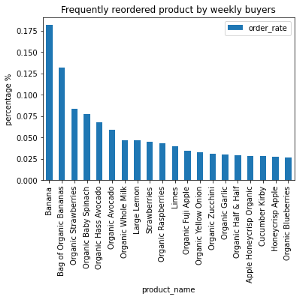 Frequently reordered product by weekly buyers
order_rate
percentage %
0.175
0.150
0.125
0.100
0.075
0.050
0.025
0.000
Banana
Bag of Organic Bananas
Organic Strawberries
Organic Baby Spinach
Organic Hass Avocado
Organic Avocado
Organic Whole Milk
Large Lemon
Strawberries
Organic Raspberries
Limes
Organic Fuji Apple
Organic Yellow Onion
Organic Zucchini
Organic Garlic
Organic Half & Half
Apple Honeycrisp Organic
Cucumber Kirby
Honeycrisp Apple
Organic Blueberries
product_name